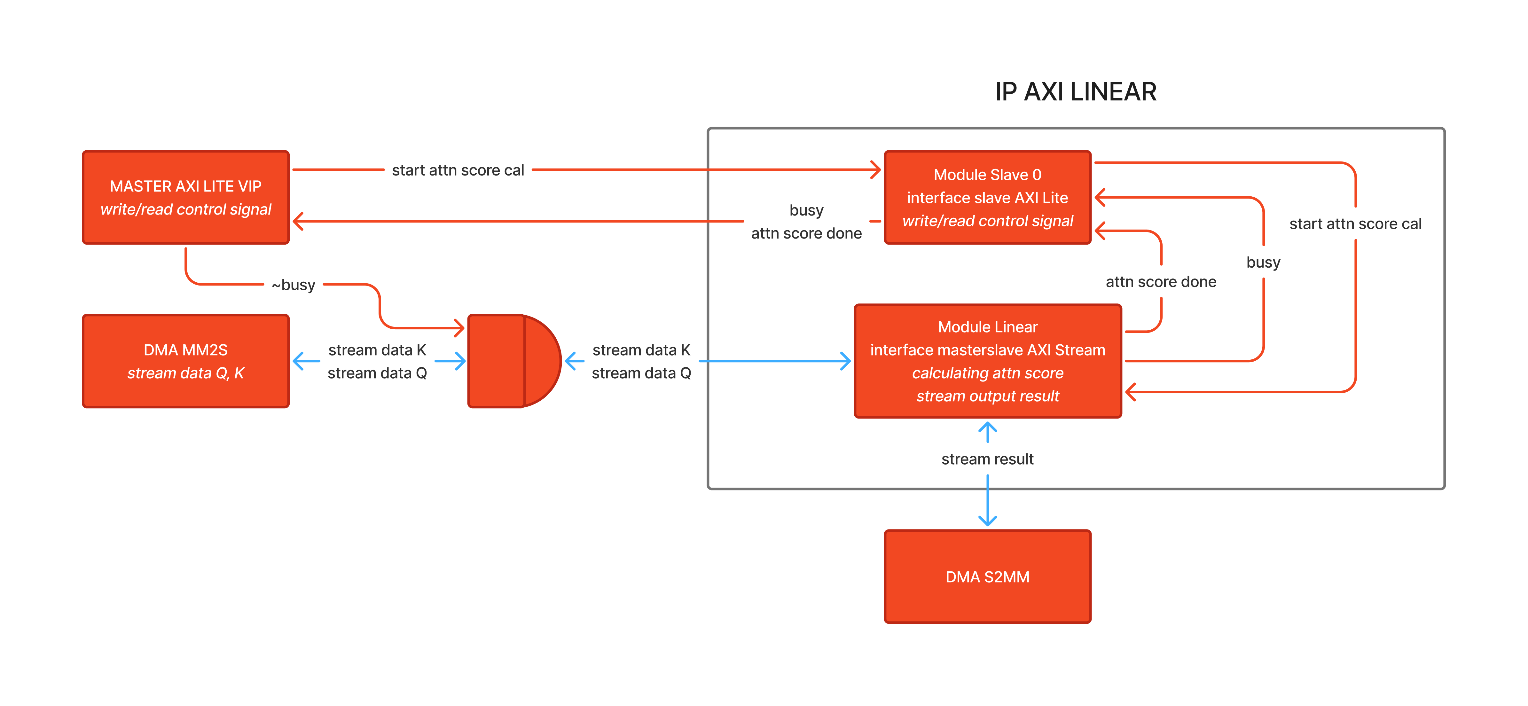 IP AXI LINEAR
MASTER AXI LITE VIP
write/read control signal
start attn score cal
busy
attn score done
Module Slave 0
interface slave AXI Lite
write/read control signal
start attn score cal
busy
attn score done
~busy
DMA MM2S
stream data Q, K
stream data K
stream data Q
stream data K
stream data Q
Module Linear
interface masterslave AXI Stream
calculating attn score
stream output result
stream result
DMA S2MM